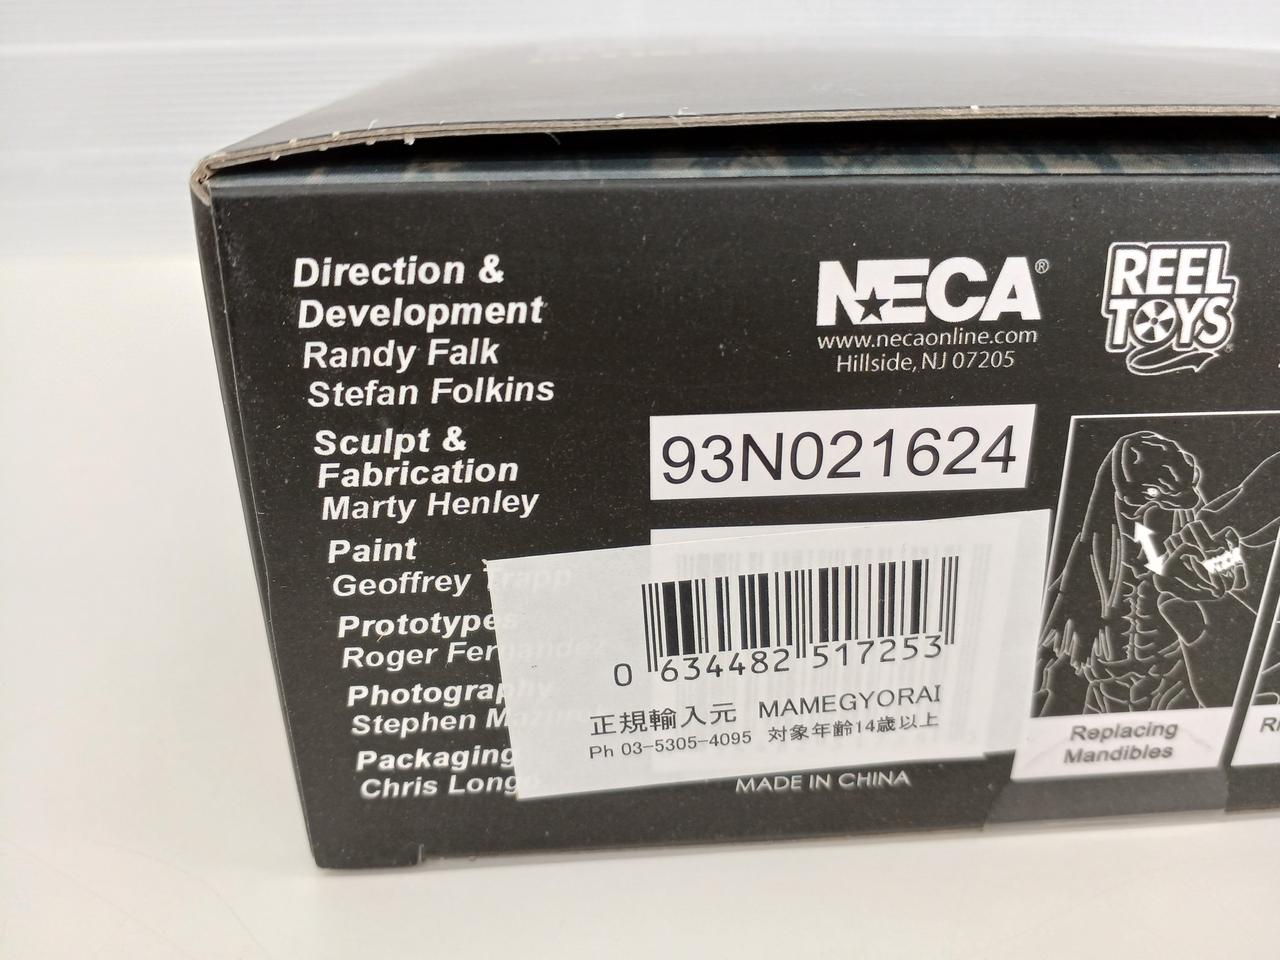 Direction &
Development
Randy Falk
Stefan Folkins
Sculpt &
Fabrication
Marty Henley
Paint
Geoffrey Trapp
Prototypes
Roger Fernandez
Photography
Stephen
Packaging
Chris Longo
NECA®
www.necaonline.com
Hillside, NJ 07205
REEL
TOYS
93N021624
0 634482 517253
正規輸入元 MAMEGYORAI
Ph 03-5305-4095 対象年齢14歳以上
MADE IN CHINA
Replacing
Mandibles